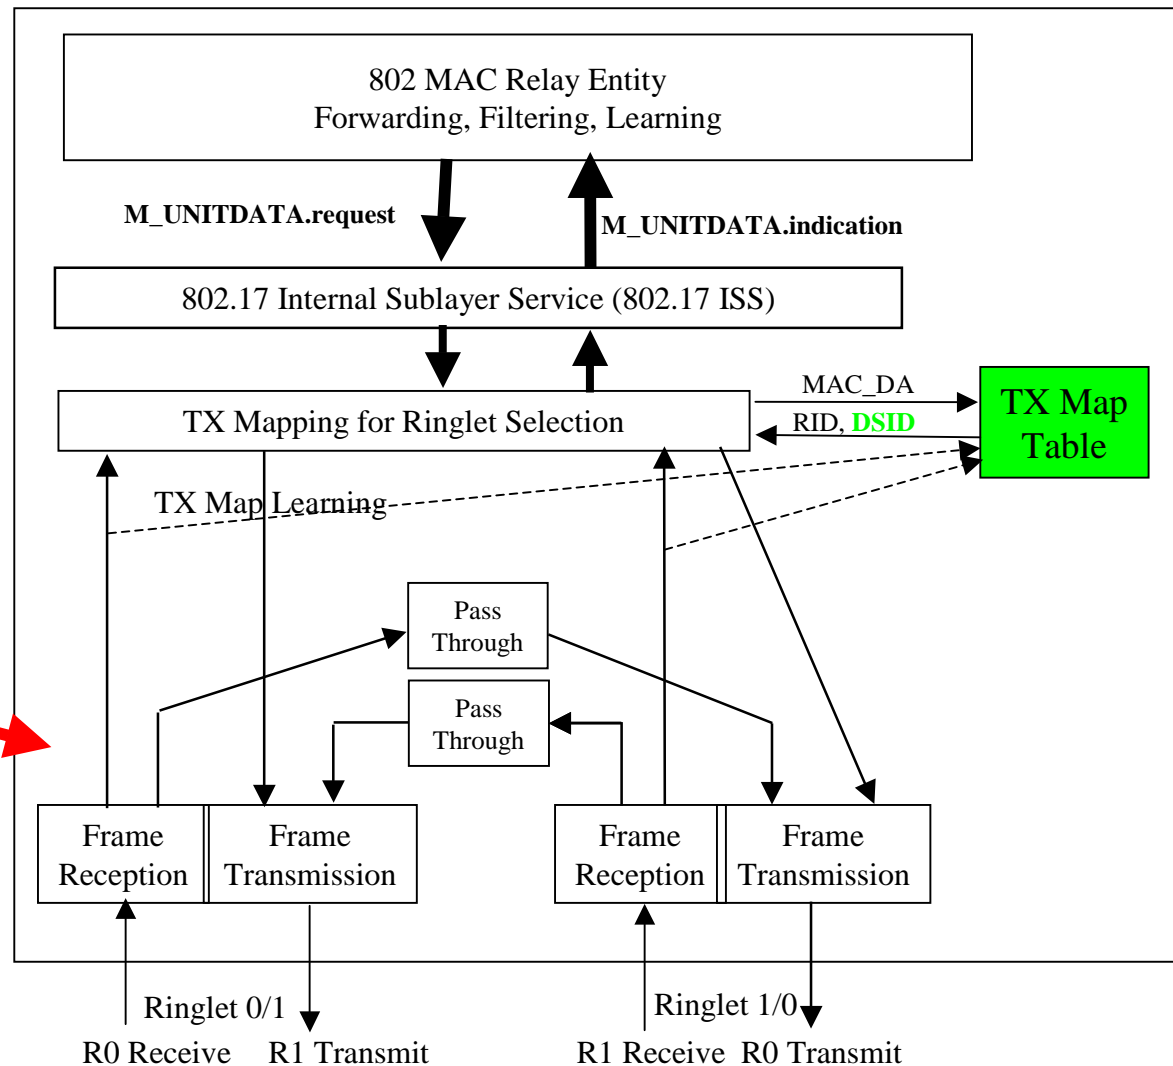 802 MAC Relay Entity
Forwarding, Filtering, Learning
M_UNITDATA.request
M_UNITDATA.indication
802.17 Internal Sublayer Service (802.17 ISS)
TX Mapping for Ringlet Selection
MAC_DA
RID, DSID
TX Map
Table
TX Map Learning
Pass
Through
Pass
Through
Frame
Reception
Frame
Transmission
Frame
Reception
Frame
Transmission
Ringlet 0/1
Ringlet 1/0
R0 Receive
R1 Transmit
R1 Receive
R0 Transmit